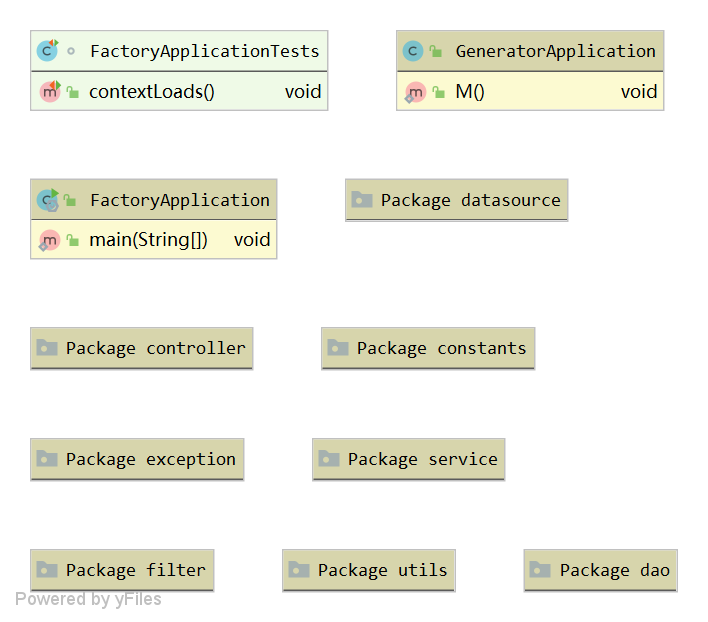 FactoryApplicationTests
contextLoads() void
GeneratorApplication
M() void
FactoryApplication
main(String[]) void
Package datasource
Package controller
Package constants
Package exception
Package service
Package filter
Package utils
Package dao
Powered by yFiles